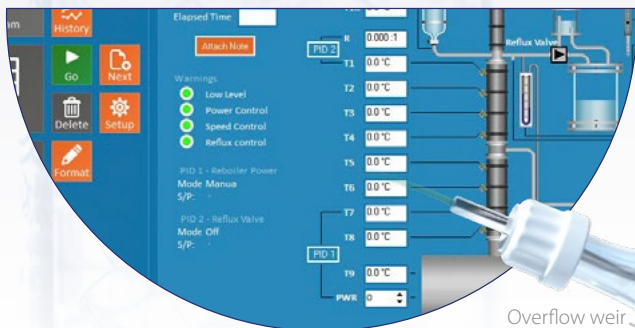 Elapsed Time
History
Attach Note
R 0.000 :1
PID 2
Reflux Valve
Go
Next
T1 0.0 °C
Warnings
T2 0.0 °C
Low Level
Power Control
T3 0.0 °C
Delete
Setup
Speed Control
T4 0.0 °C
Reflux control
T5 0.0 °C
Format
PID 1 - Reboiler Power
Mode Manua
T6 0.0 °C
S/P: -
PID 2 - Reflux Valve
T7 0.0 °C
Mode Off
S/P: -
T8 0.0 °C
PID 1
T9 0.0 °C
PWR 0
Overflow weir